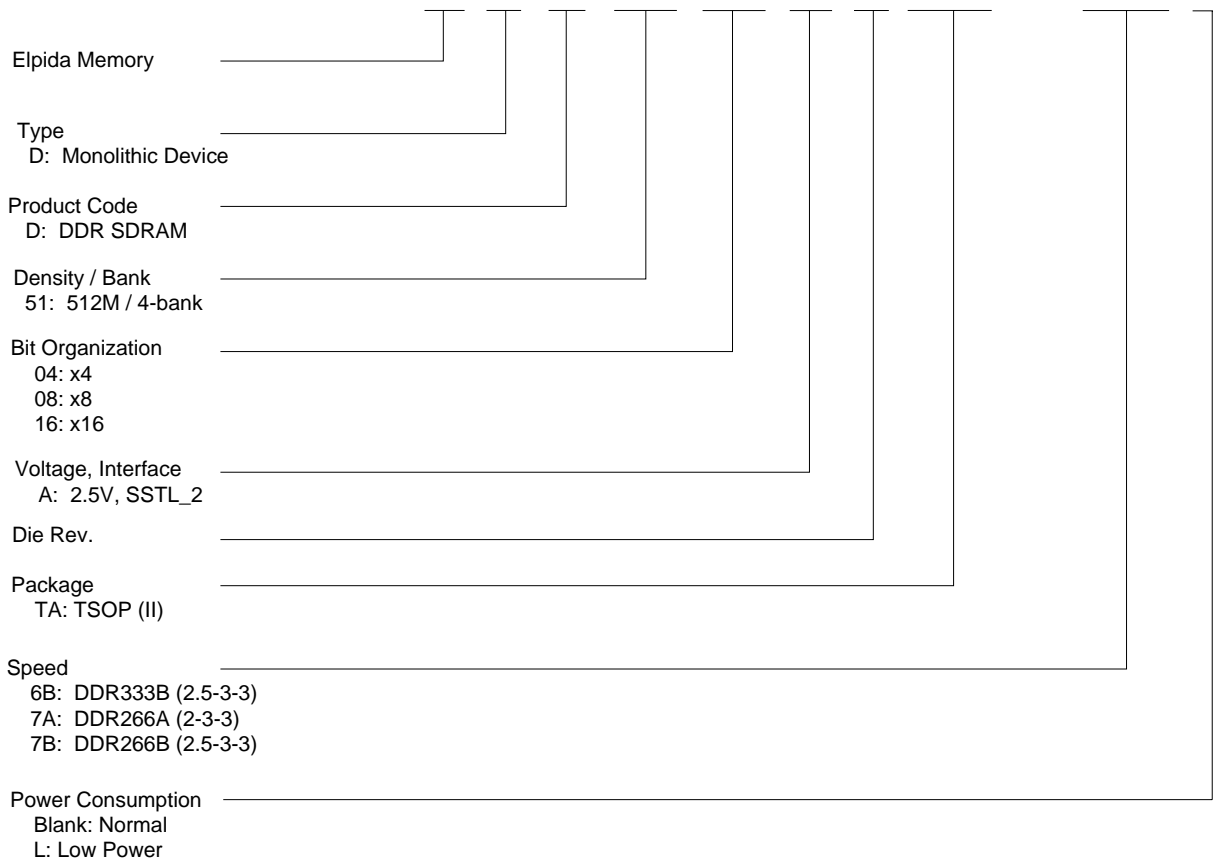 Elpida Memory
Type
D: Monolithic Device
Product Code
D: DDR SDRAM
Density / Bank
51: 512M / 4-bank
Bit Organization
04: x4
08: x8
16: x16
Voltage, Interface
A: 2.5V, SSTL_2
Die Rev.
Package
TA: TSOP (II)
Speed
6B: DDR333B (2.5-3-3)
7A: DDR266A (2-3-3)
7B: DDR266B (2.5-3-3)
Power Consumption
Blank: Normal
L: Low Power